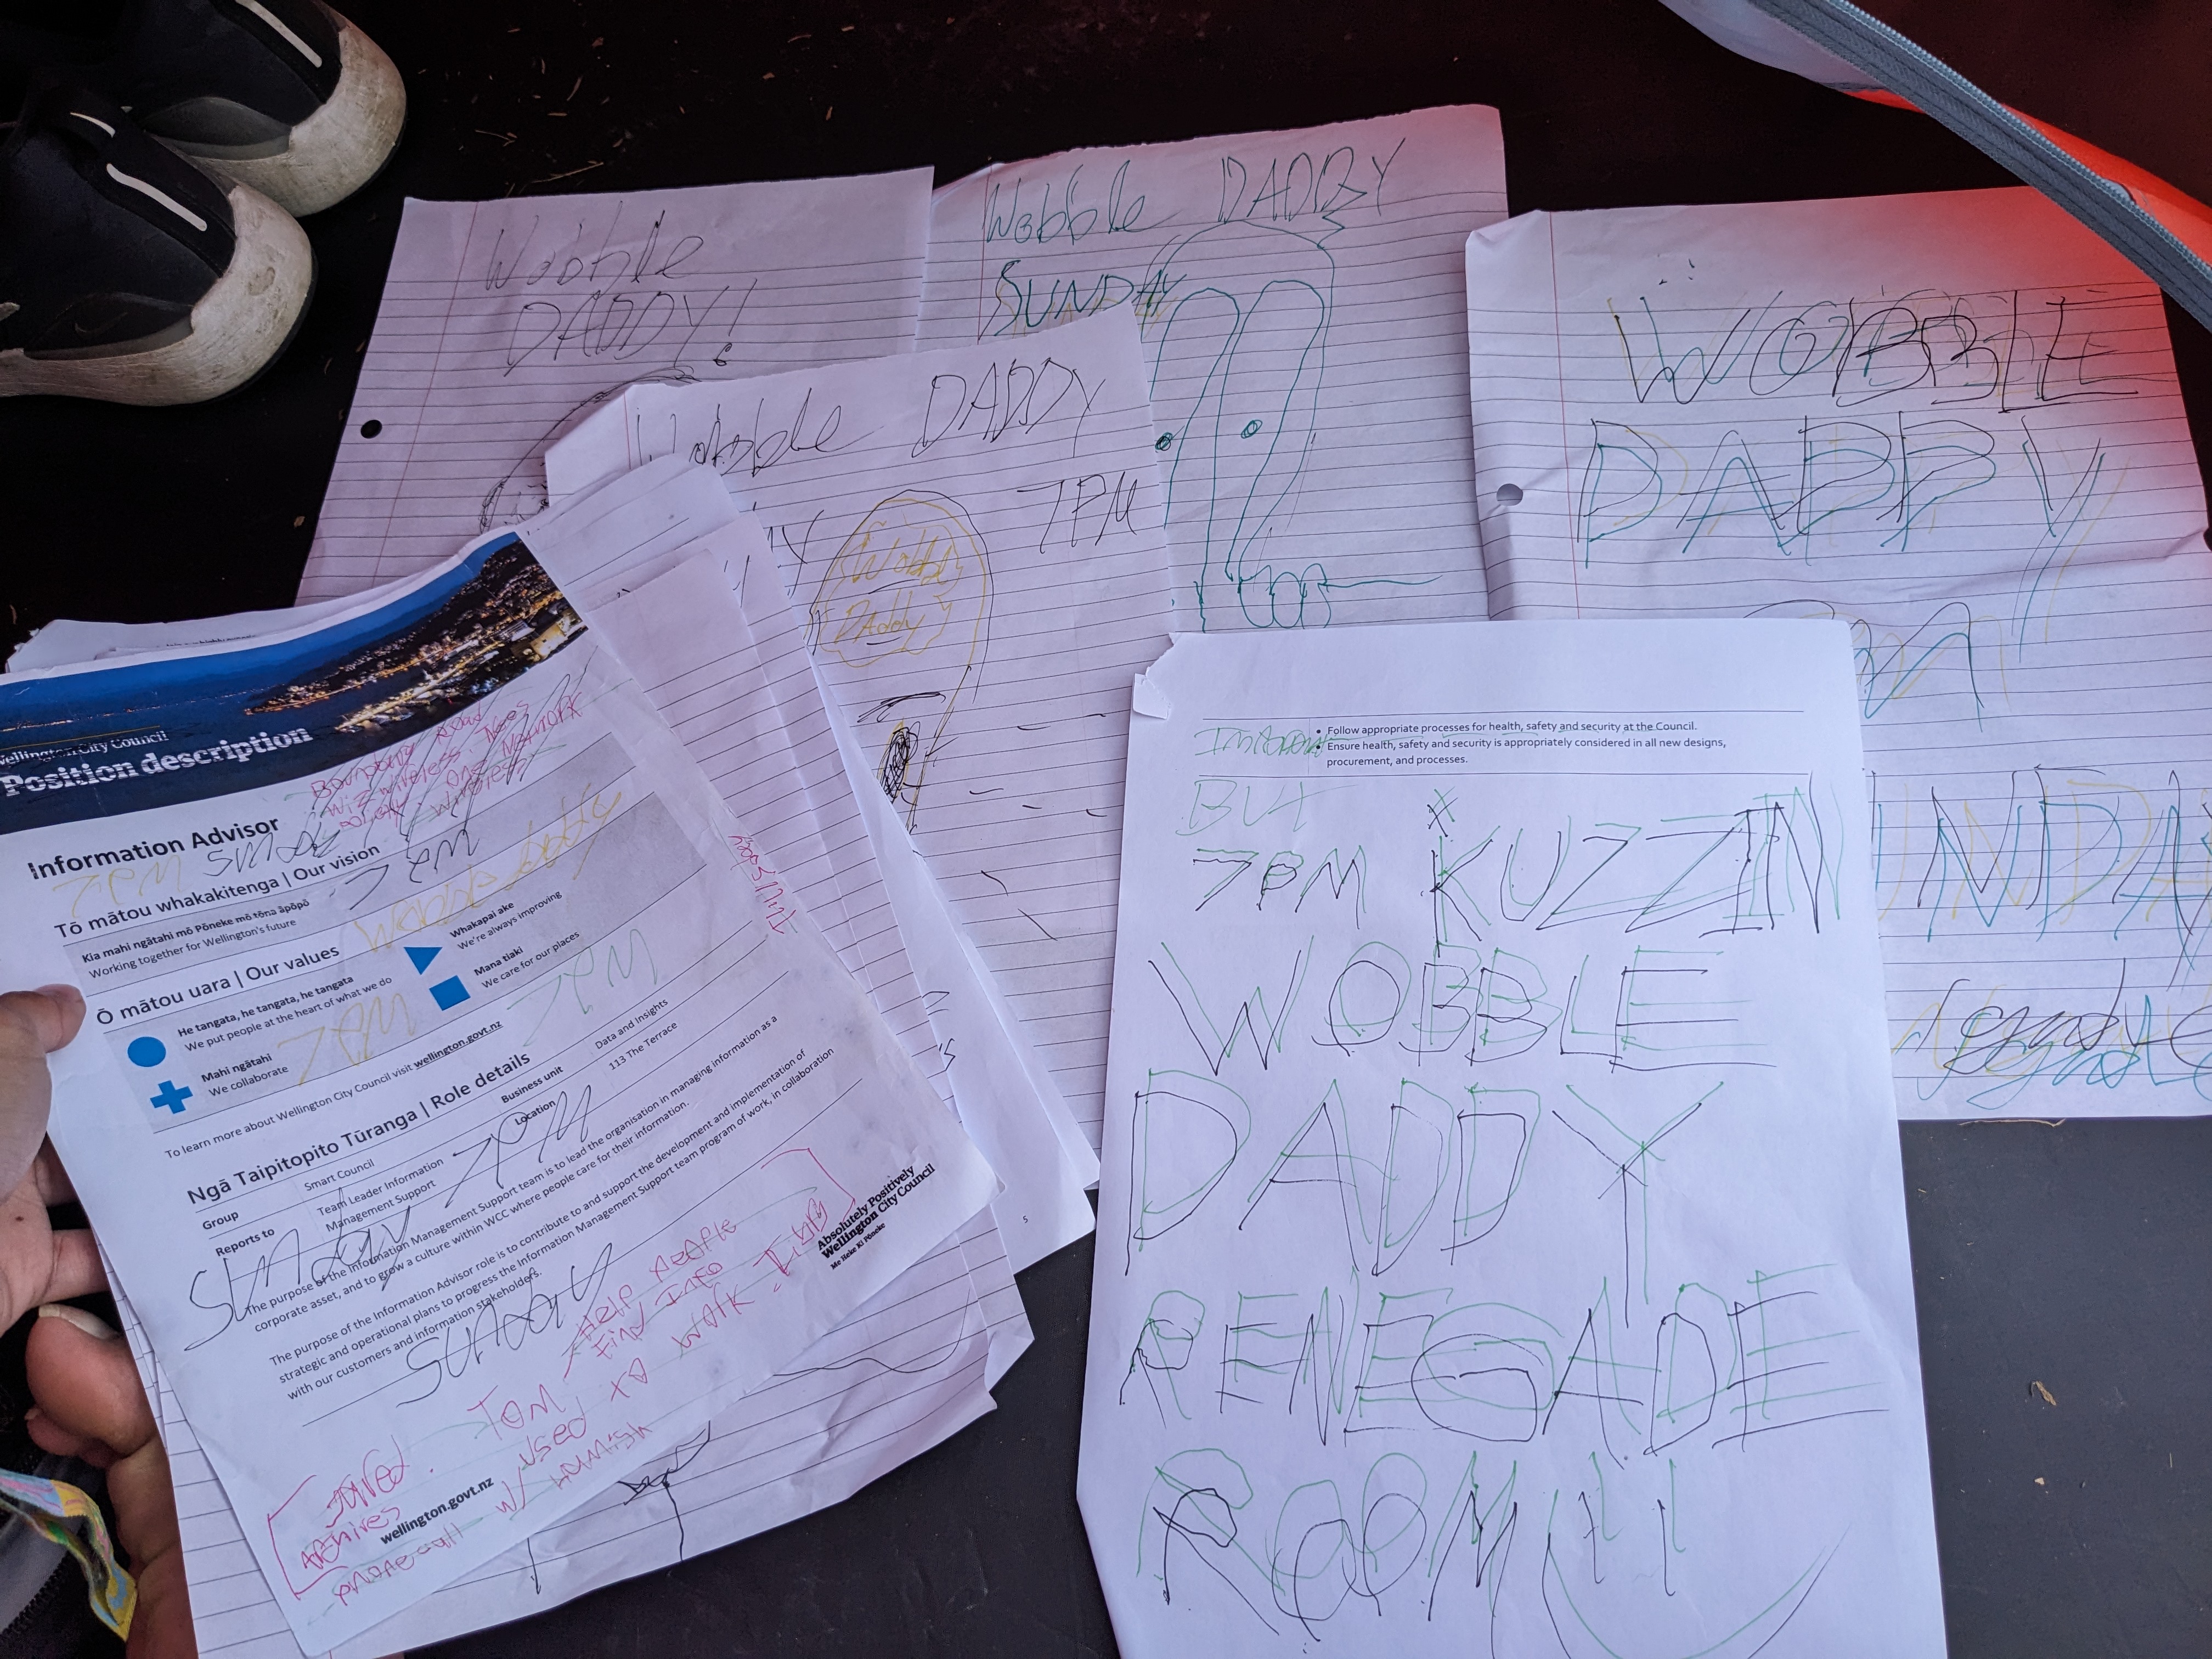 Wobble
DADDY!
Wobble DADDY
SUNDAY
Wobble DADDY
7PM
Wobble
Daddy
WOBBLE
DADDY
Wellington City Council
Position description
Information Advisor
7PM
7PM
Tō mātou whakakitenga | Our vision
Kia mahi ngātahi mō Pōneke mō tōna āpōpō
Working together for Wellington's future
Wobble Daddy
Ō mātou uara | Our values
He tangata, he tangata, he tangata
We put people at the heart of what we do
Whakapai ake
We're always improving
Mahi ngātahi
We collaborate
Mana tiaki
We care for our places
7PM
7PM
To learn more about Wellington City Council visit wellington.govt.nz
Ngā Taipitopito Tūranga | Role details
Group
Smart Council
Business unit
Data and Insights
Reports to
Team Leader Information
Management Support
Location
113 The Terrace
7PM
SUNDAY
The purpose of the Information Management Support team is to lead the organisation in managing information as a
corporate asset, and to grow a culture within WCC where people care for their information.
The purpose of the Information Advisor role is to contribute to and support the development and implementation of
strategic and operational plans to progress the Information Management Support team program of work, in collaboration
with our customers and information stakeholders.
SUNDAY
Help people
Find Info
used to work
w/ Hamish
Archives
phone call
wellington.govt.nz
Absolutely Positively
Wellington City Council
Me Heke Ki Pōneke
5
• Follow appropriate processes for health, safety and security at the Council.
• Ensure health, safety and security is appropriately considered in all new designs,
procurement, and processes.
BUT
7PM KUZZIN
WOBBLE
DADDY
RENEGADE
ROOM !!